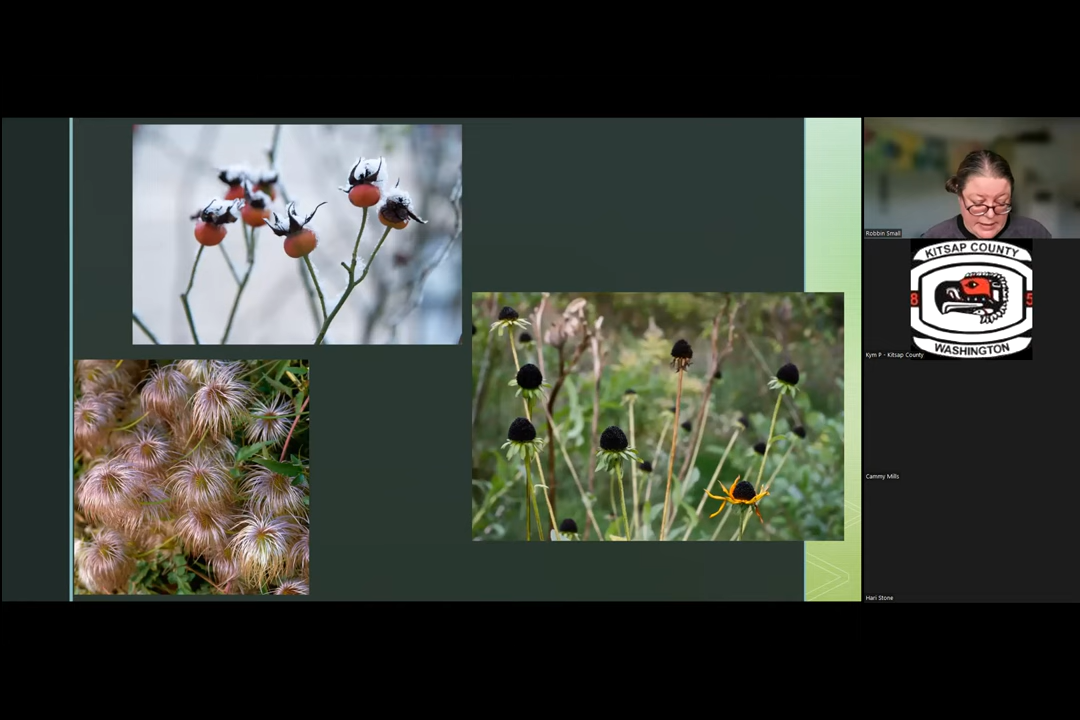 Robbin Small
KITSAP COUNTY
8 5
WASHINGTON
Kym P - Kitsap County
Cammy Mills
Hari Stone